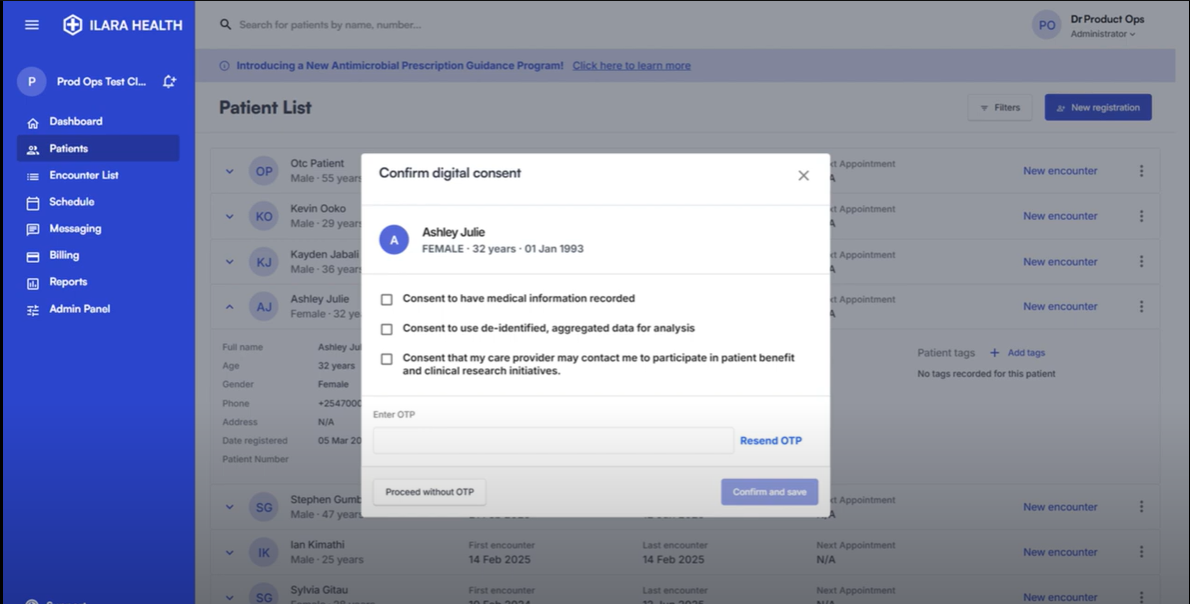 ILARA HEALTH
Search for patients by name, number...
PO
Dr Product Ops
Administrator
P
Prod Ops Test Cl...
Introducing a New Antimicrobial Prescription Guidance Program! Click here to learn more
Dashboard
Patients
Encounter List
Schedule
Messaging
Billing
Reports
Admin Panel
Patient List
Filters
New registration
OP
Otc Patient
Male · 55 years
Appointment
New encounter
KO
Kevin Ooko
Male · 29 year
Appointment
New encounter
KJ
Kayden Jabali
Male · 36 year
Appointment
New encounter
AJ
Ashley Julie
Female · 32 ye
Appointment
New encounter
Confirm digital consent
A
Ashley Julie
FEMALE · 32 years · 01 Jan 1993
Consent to have medical information recorded
Consent to use de-identified, aggregated data for analysis
Consent that my care provider may contact me to participate in patient benefit
and clinical research initiatives.
Enter OTP
Resend OTP
Proceed without OTP
Confirm and save
Full name Ashley Jul
Age 32 years
Gender Female
Phone +2547000
Address N/A
Date registered 05 Mar 20
Patient Number
Patient tags + Add tags
No tags recorded for this patient
SG
Stephen Gumb
Male · 47 years
Appointment
New encounter
IK
Ian Kimathi
Male · 25 years
First encounter
14 Feb 2025
Last encounter
14 Feb 2025
Next Appointment
N/A
New encounter
SG
Sylvia Gitau
First encounter
Last encounter
Next Appointment
New encounter